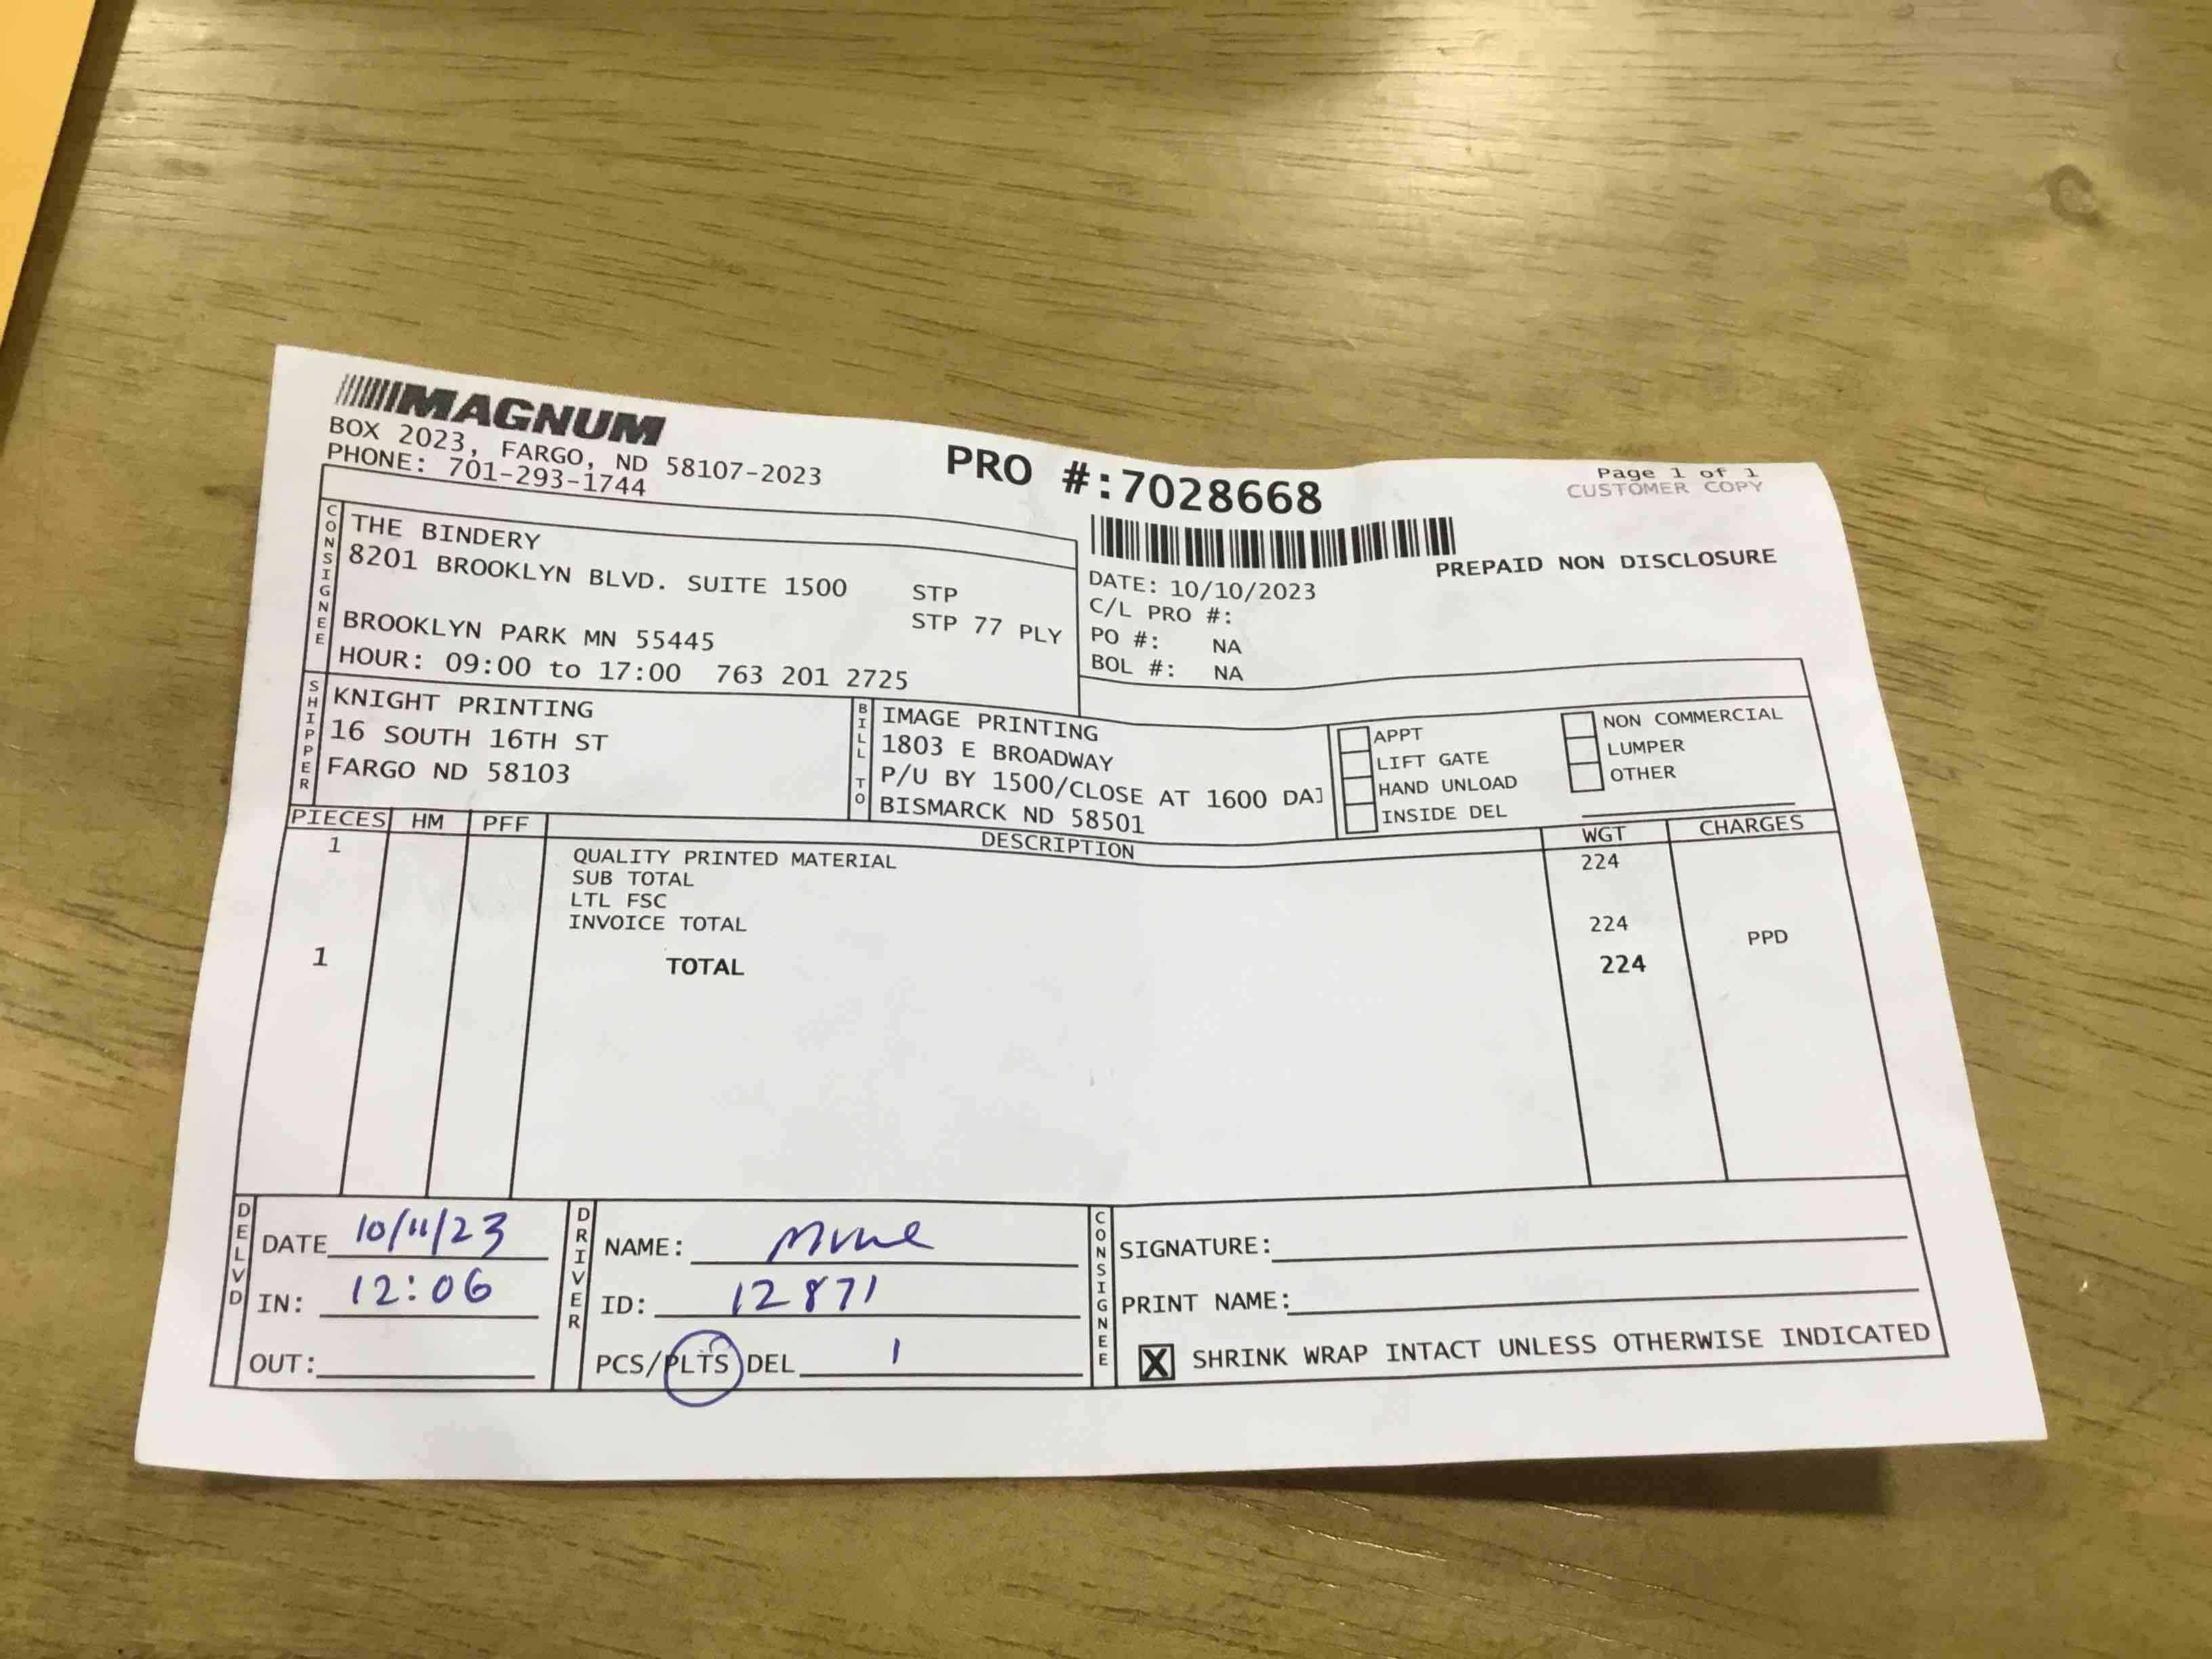 MAGNUM
BOX 2023, FARGO, ND 58107-2023
PHONE: 701-293-1744
PRO #:7028668
Page 1 of 1
CUSTOMER COPY
PREPAID NON DISCLOSURE
CONSIGNEE
THE BINDERY
8201 BROOKLYN BLVD. SUITE 1500 STP
STP 77 PLY
BROOKLYN PARK MN 55445
HOUR: 09:00 to 17:00 763 201 2725
DATE: 10/10/2023
C/L PRO #:
PO #: NA
BOL #: NA
SHIPPER
KNIGHT PRINTING
16 SOUTH 16TH ST
FARGO ND 58103
BILL TO
IMAGE PRINTING
1803 E BROADWAY
P/U BY 1500/CLOSE AT 1600 DA
BISMARCK ND 58501
APPT
LIFT GATE
HAND UNLOAD
INSIDE DEL
NON COMMERCIAL
LUMPER
OTHER
PIECES HM PFF DESCRIPTION WGT CHARGES
1 QUALITY PRINTED MATERIAL 224
SUB TOTAL
LTL FSC
INVOICE TOTAL 224 PPD
1 TOTAL 224
DELVD
DATE 10/11/23
IN: 12:06
OUT:
DRIVER
NAME:
ID: 12871
PCS/PLTS DEL 1
CONSIGNEE
SIGNATURE:
PRINT NAME:
X SHRINK WRAP INTACT UNLESS OTHERWISE INDICATED